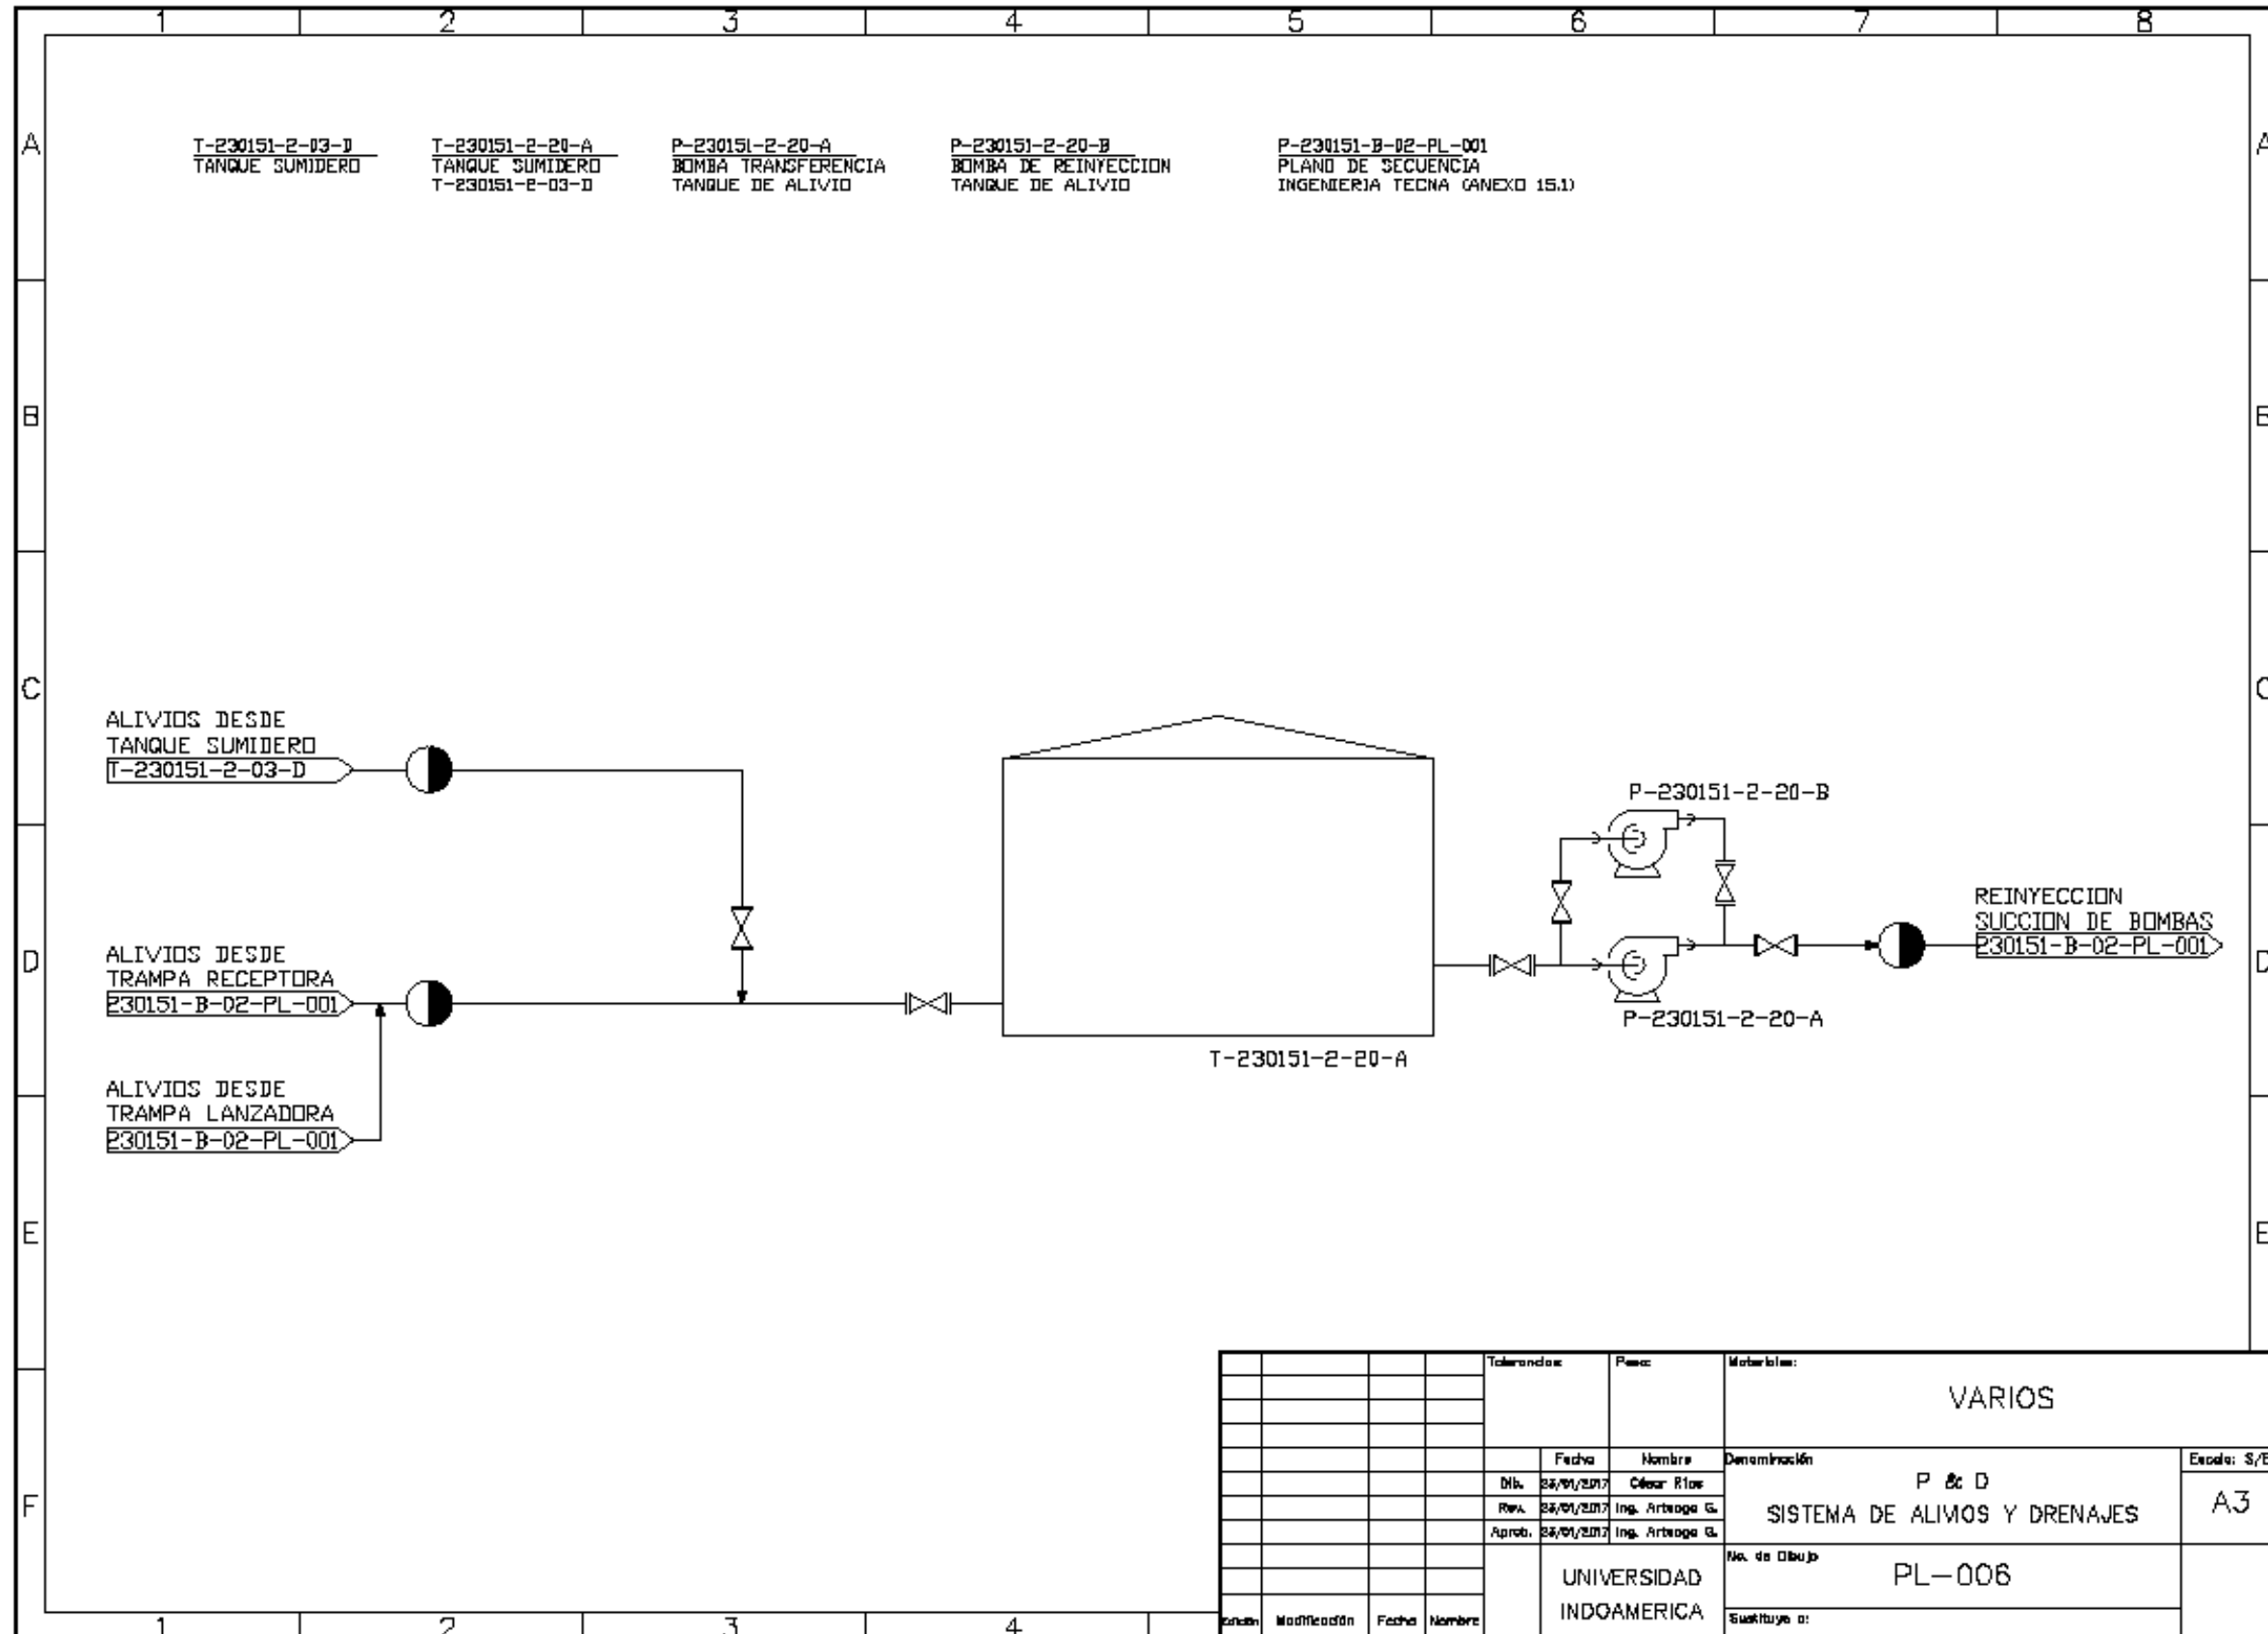 1 2 3 4 5 6 7 8
A A
T-230151-2-03-D
TANQUE SUMIDERO
T-230151-2-20-A
TANQUE SUMIDERO
T-230151-2-03-D
P-230151-2-20-A
BOMBA TRANSFERENCIA
TANQUE DE ALIVIO
P-230151-2-20-B
BOMBA DE REINYECCION
TANQUE DE ALIVIO
P-230151-B-02-PL-001
PLANO DE SECUENCIA
INGENIERIA TECNA (ANEXO 15.1)
B B
C C
ALIVIOS DESDE
TANQUE SUMIDERO
T-230151-2-03-D
P-230151-2-20-B
D D
ALIVIOS DESDE
TRAMPA RECEPTORA
230151-B-02-PL-001
REINYECCION
SUCCION DE BOMBAS
230151-B-02-PL-001
P-230151-2-20-A
T-230151-2-20-A
ALIVIOS DESDE
TRAMPA LANZADORA
230151-B-02-PL-001
E E
F
Tolerancias: Peso: Materiales:
VARIOS
Fecha Nombre Denominación Escala: S/E
Dib. César Ríos
Rev. Ing. Arteaga G.
Aprob. Ing. Arteaga G.
P & D
SISTEMA DE ALIVIOS Y DRENAJES
A3
No. de Dibujo
PL-006
UNIVERSIDAD
INDOAMERICA
Edición Modificación Fecha Nombre
Sustituye a:
1 2 3 4